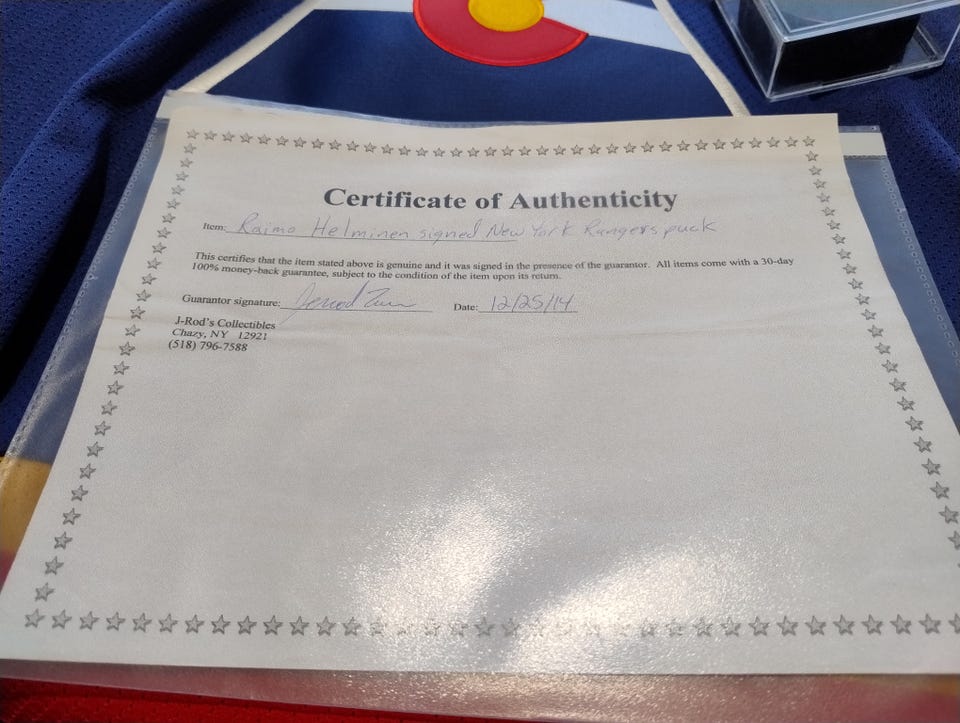 Certificate of Authenticity
Item: Raimo Helminen signed New York Rangers puck
This certifies that the item stated above is genuine and it was signed in the presence of the guarantor. All items come with a 30-day
100% money-back guarantee, subject to the condition of the item upon its return.
Guarantor signature: Date: 12/25/14
J-Rod's Collectibles
Chazy, NY 12921
(518) 796-7588